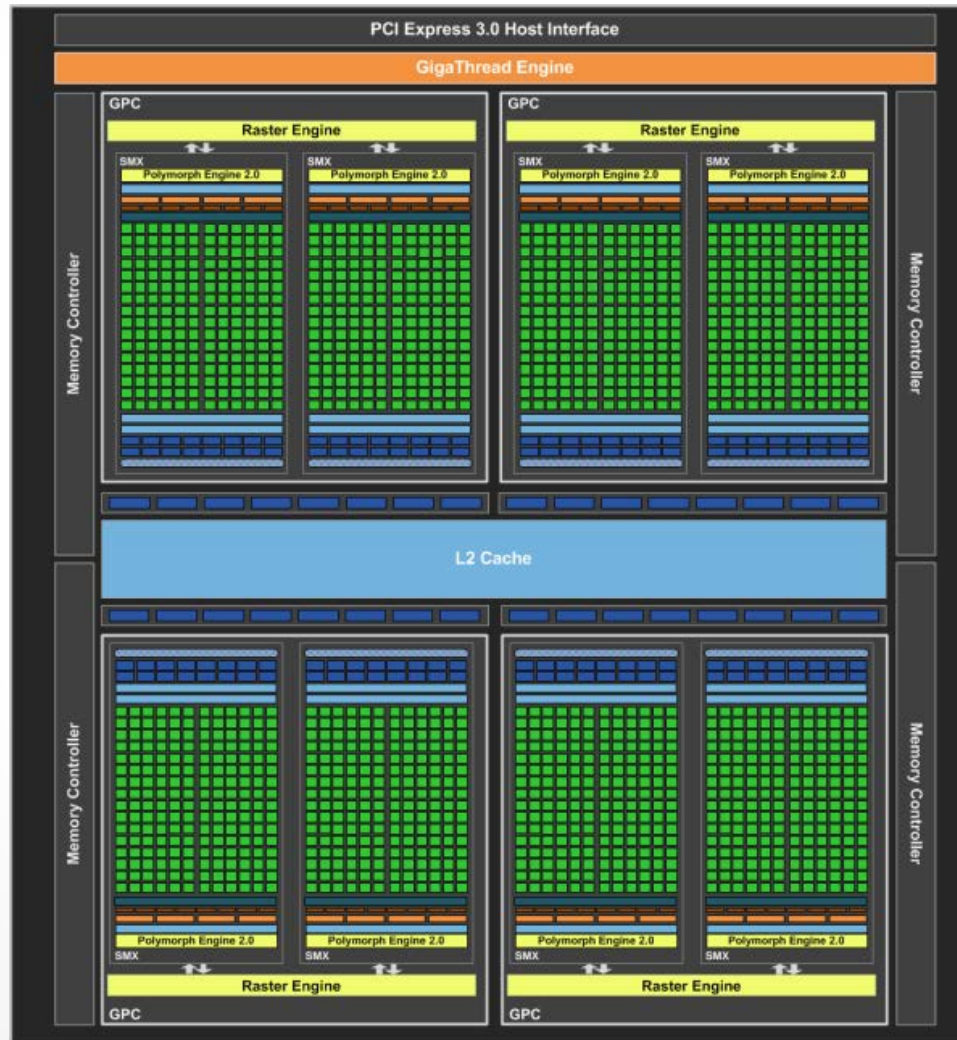 PCI Express 3.0 Host Interface
GigaThread Engine
GPC
GPC
Raster Engine
Raster Engine
SMX
SMX
SMX
SMX
Polymorph Engine 2.0
Polymorph Engine 2.0
Polymorph Engine 2.0
Polymorph Engine 2.0
Memory Controller
Memory Controller
L2 Cache
Memory Controller
Memory Controller
Polymorph Engine 2.0
Polymorph Engine 2.0
Polymorph Engine 2.0
Polymorph Engine 2.0
SMX
SMX
SMX
SMX
Raster Engine
Raster Engine
GPC
GPC